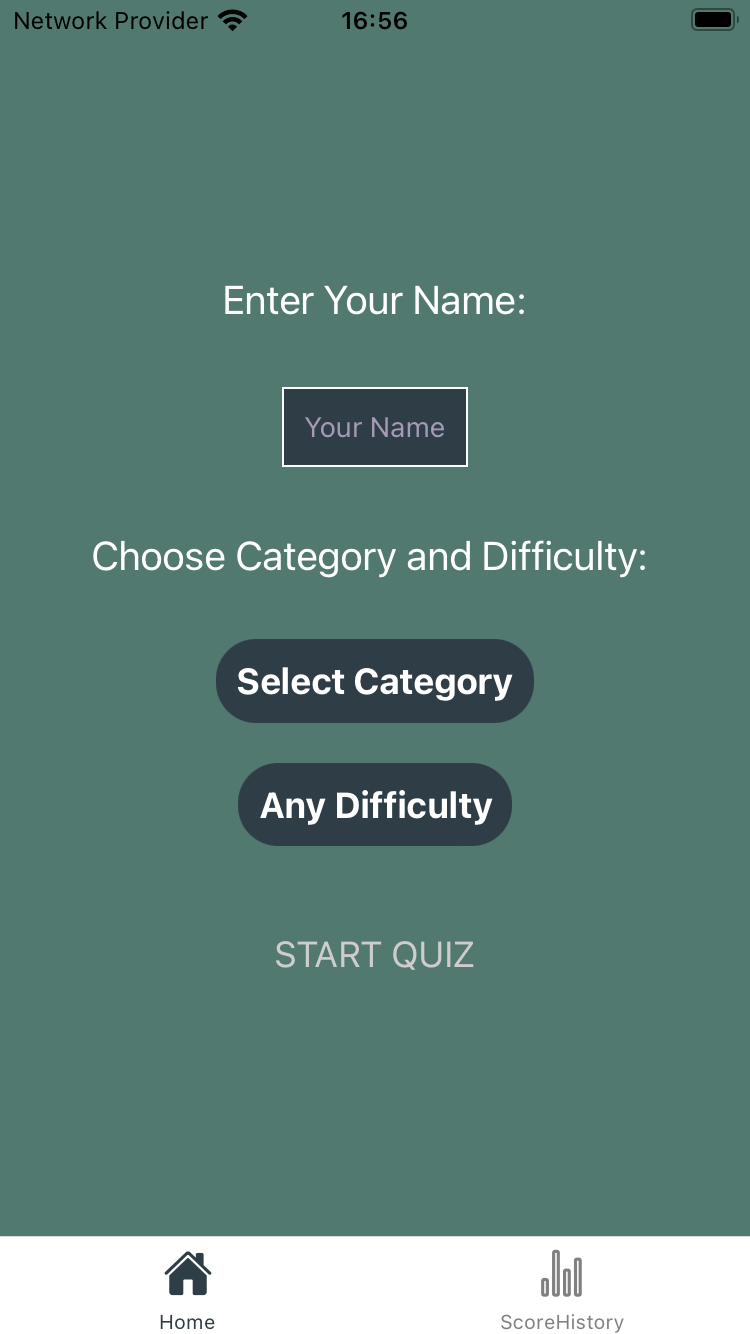 Network Provider 16:56
Enter Your Name:
Your Name
Choose Category and Difficulty:
Select Category
Any Difficulty
START QUIZ
Home ScoreHistory